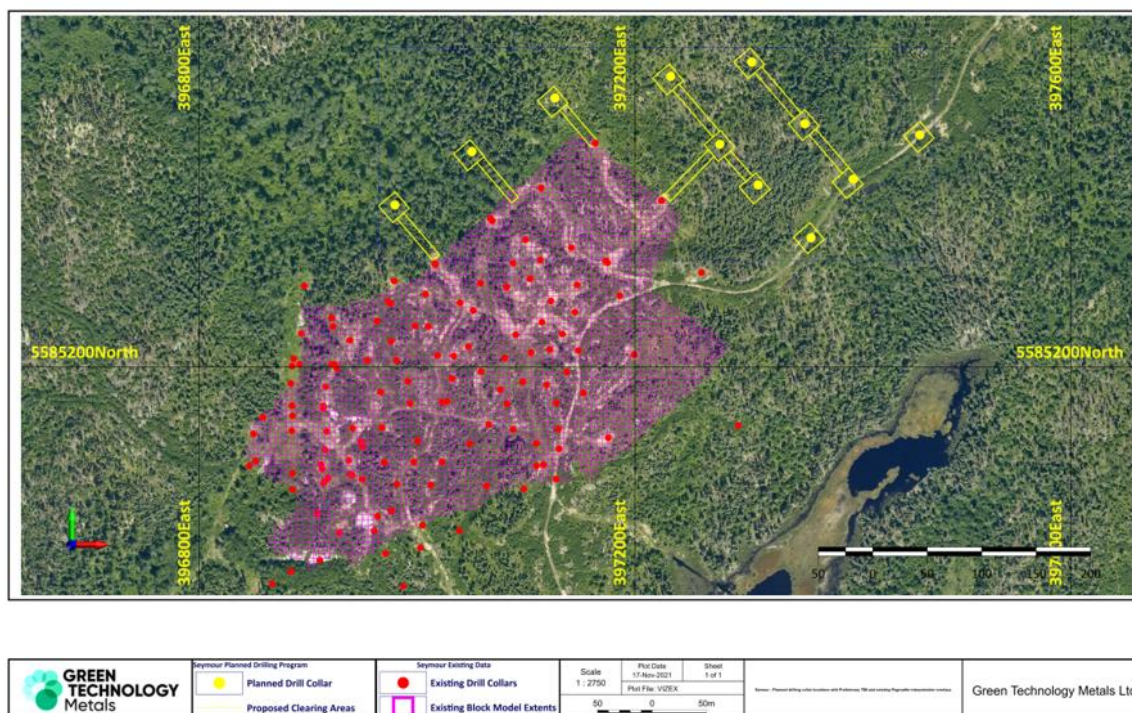 396800East
397200East
397600East
5585200North
5585200North
396800East
397200East
50 0 50 100 150 200
GREEN
TECHNOLOGY
Metals
Seymour Planned Drilling Program
Planned Drill Collar
Proposed Clearing Areas
Seymour Existing Data
Existing Drill Collars
Existing Block Model Extents
Scale
1 : 2750
Plot Date
17-Nov-2021
Sheet
1 of 1
Plot File: VIZEX
50 0 50m
Green Technology Metals Ltd